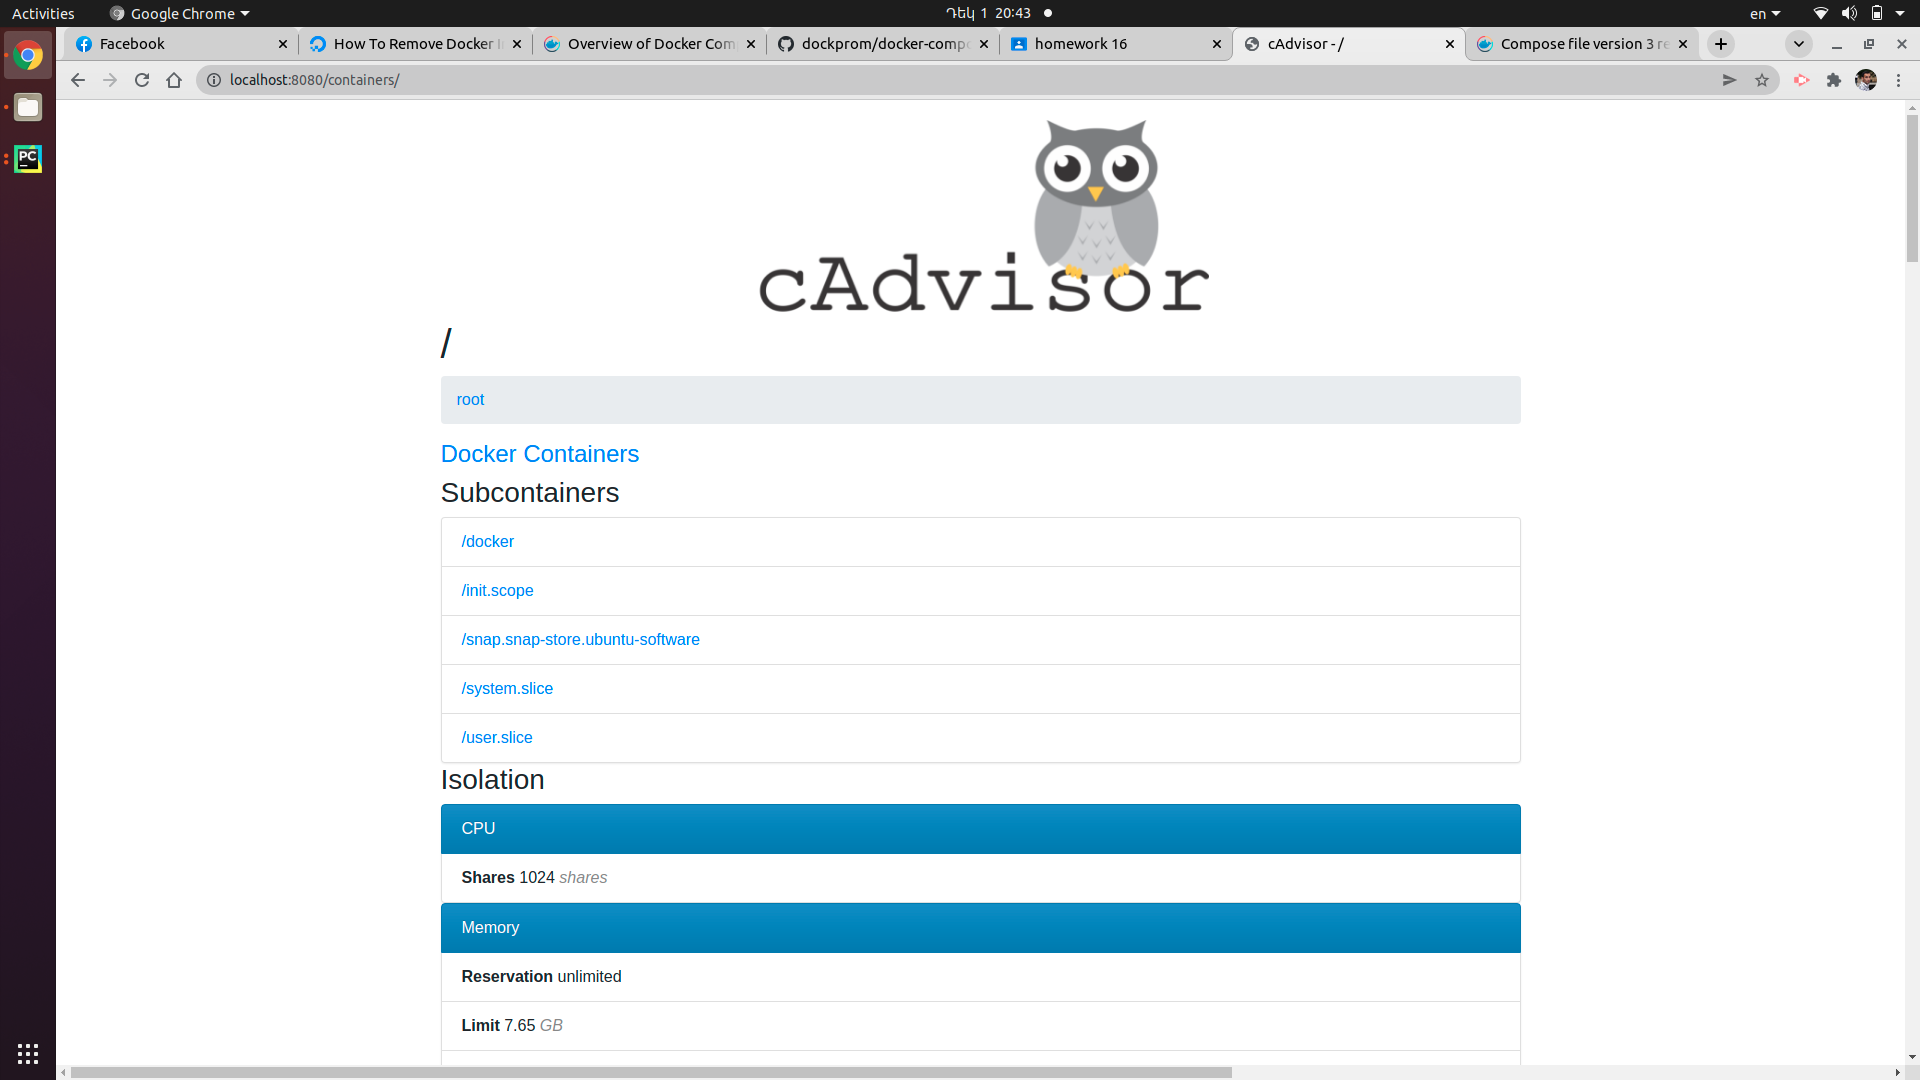 Activities
Google Chrome
Դեկ 1 20:43
en
Facebook
How To Remove Docker I
Overview of Docker Com
dockprom/docker-compo
homework 16
cAdvisor - /
Compose file version 3 re
localhost:8080/containers/
PC
cAdvisor
/
root
Docker Containers
Subcontainers
/docker
/init.scope
/snap.snap-store.ubuntu-software
/system.slice
/user.slice
Isolation
CPU
Shares 1024 shares
Memory
Reservation unlimited
Limit 7.65 GB